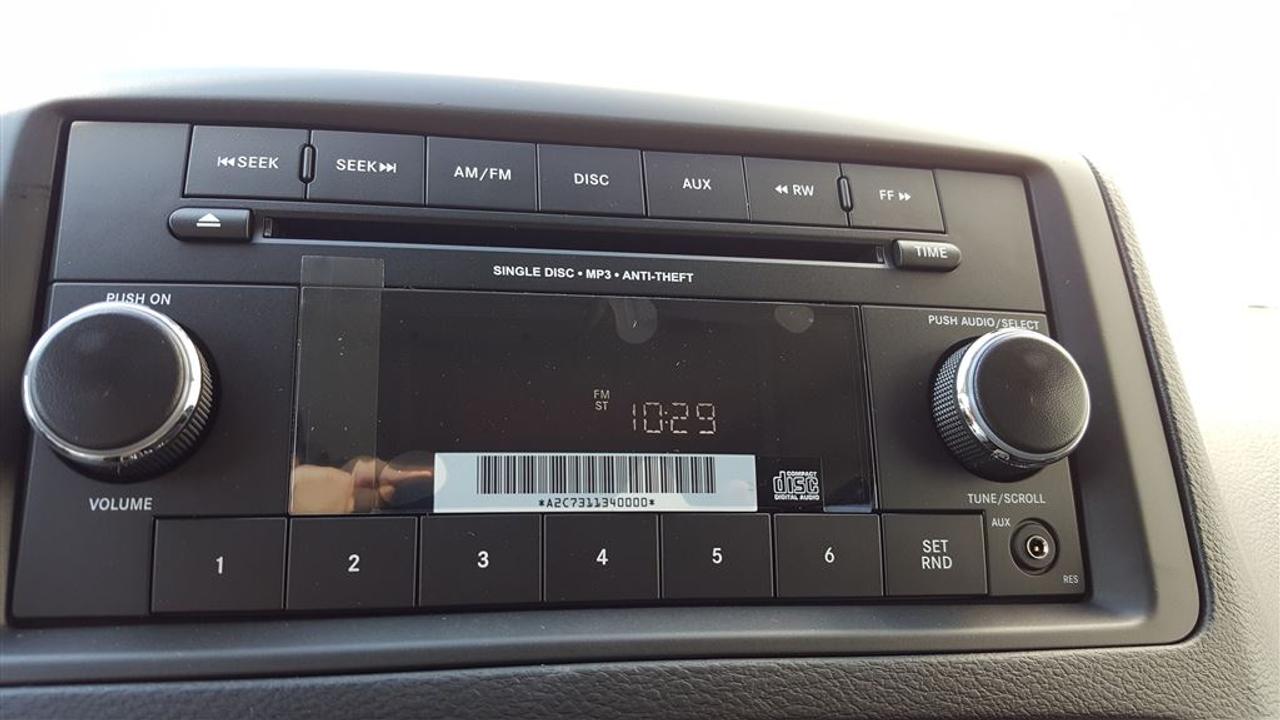 ⏮SEEK SEEK⏭ AM/FM DISC AUX ◀◀ RW FF ▶▶
TIME
SINGLE DISC • MP3 • ANTI-THEFT
PUSH ON
PUSH AUDIO/SELECT
FM
ST
10:29
*A2C7311340000*
COMPACT
disc
DIGITAL AUDIO
VOLUME
TUNE/SCROLL
1 2 3 4 5 6
SET
RND
AUX
RES